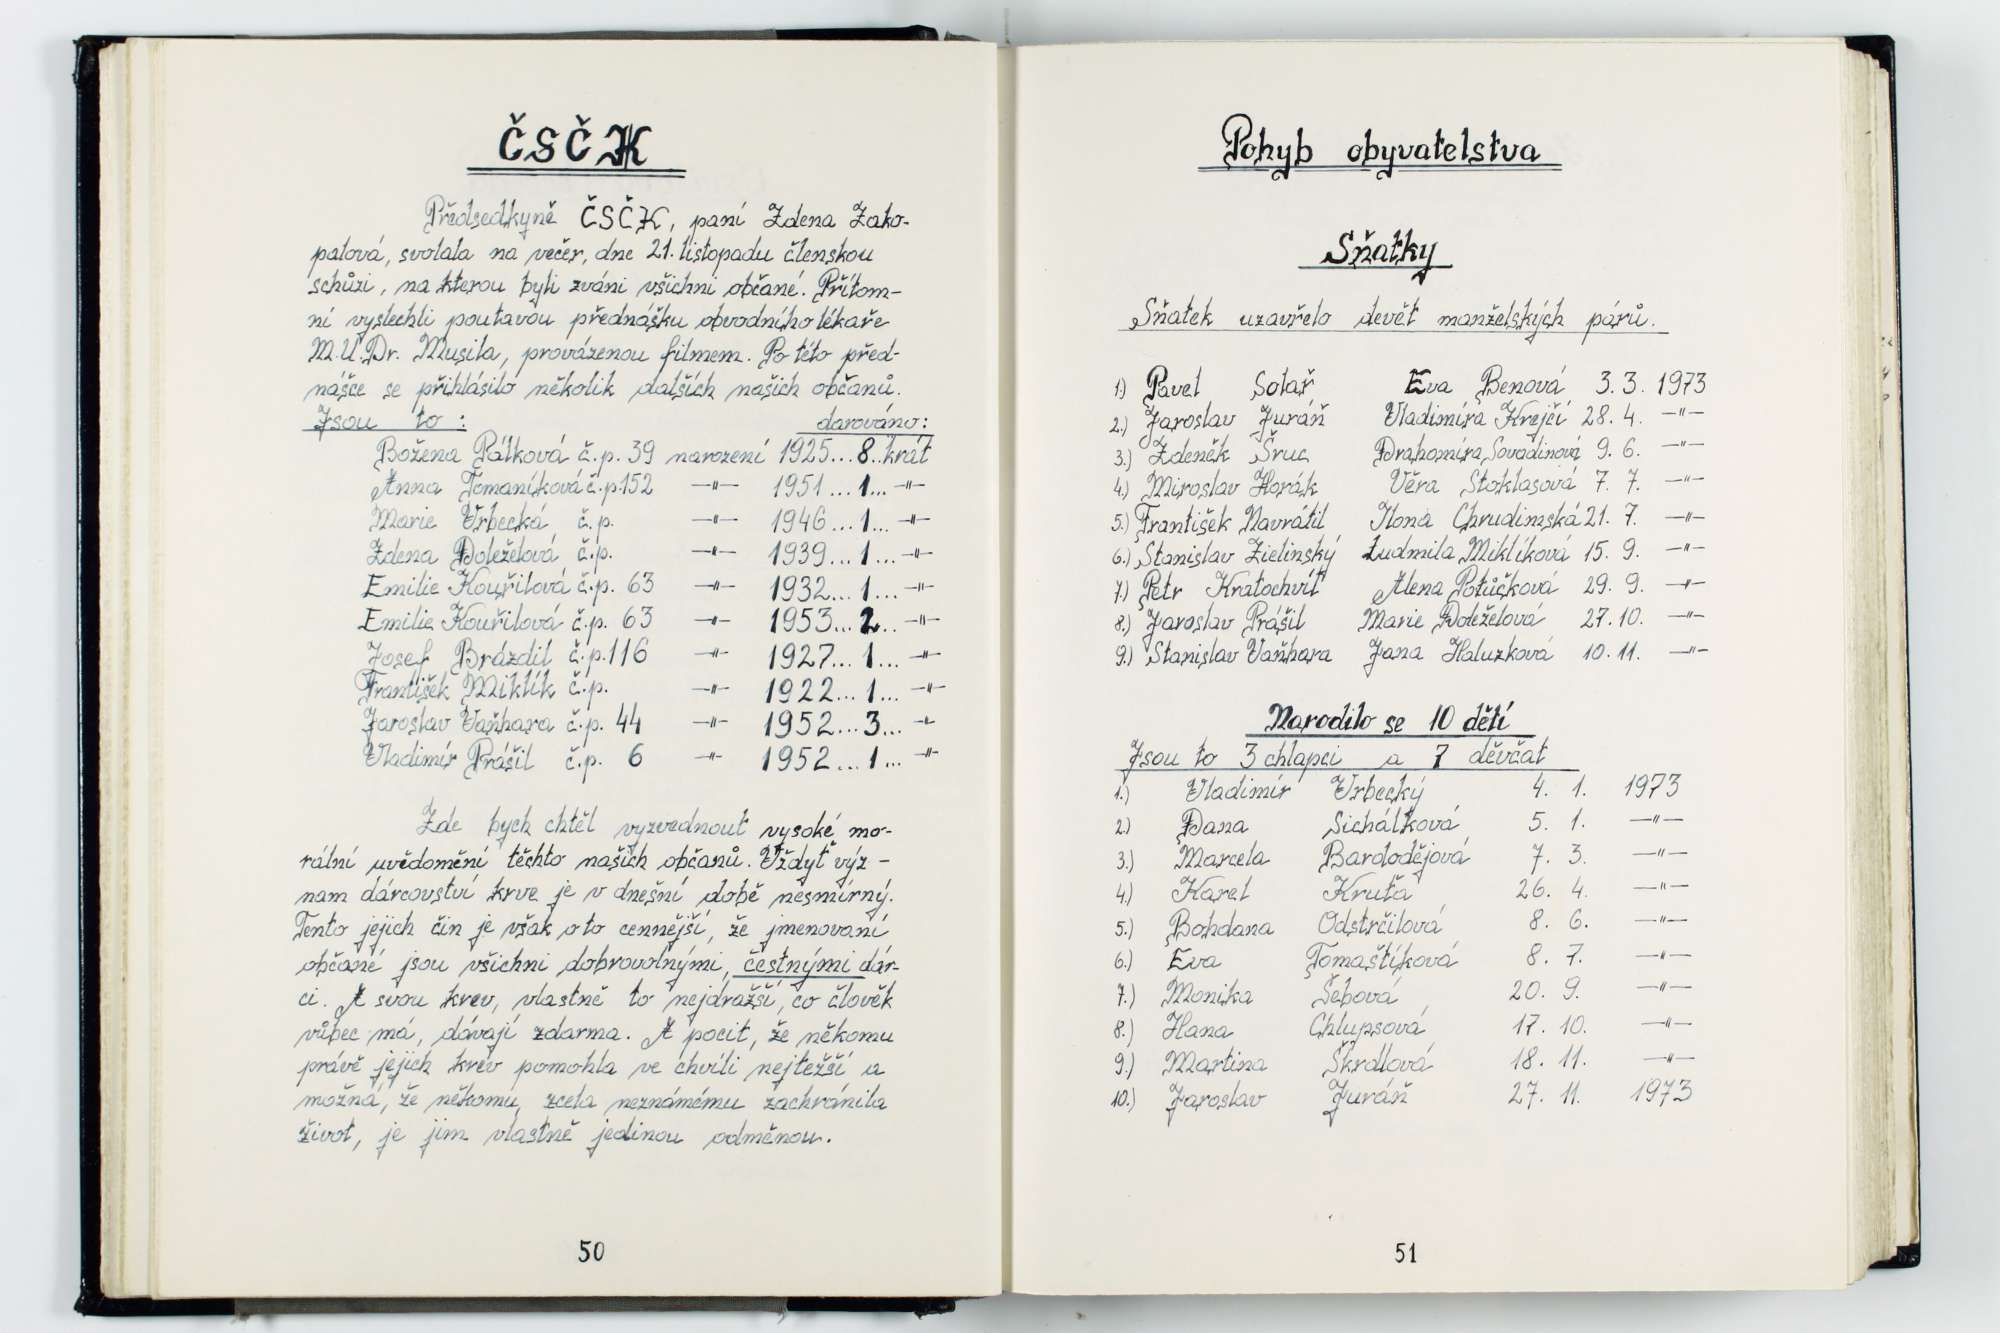 ČSČK
Předsedkyně ČSČK, paní Zdena Zako-
palová, svolala na večer, dne 21. listopadu členskou
schůzi, na kterou byli zváni všichni občané. Přítom-
ní vyslechli poutavou přednášku obvodního lékaře
M.U.Dr. Musila, provázenou filmem. Po této před-
nášce se přihlásilo několik dalších našich občanů.
Jsou to : darováno:
Božena Pálková č.p. 39 narození 1925...8..krát
Anna Tomaníková č.p.152 —"— 1951...1...—"—
Marie Vrbecká č.p. —"— 1946...1...—"—
Zdena Doleželová č.p. —"— 1939...1...—"—
Emilie Kouřilová č.p. 63 —"— 1932...1...—"—
Emilie Kouřilová č.p. 63 —"— 1953...2...—"—
Josef Brázdil č.p.116 —"— 1927...1...—"—
František Miklík č.p. —"— 1922...1...—"—
Jaroslav Vaňhara č.p. 44 —"— 1952...3...—"—
Vladimír Prášil č.p. 6 —"— 1952...1...—"—
Zde bych chtěl vyzvednout vysoké mo-
rální uvědomění těchto našich občanů. Vždyť výz-
nam dárcovství krve je v dnešní době nesmírný.
Tento jejich čin je však o to cennější, že jmenovaní
občané jsou všichni dobrovolnými, čestnými dár-
ci. A svou krev, vlastně to nejdražší, co člověk
vůbec má, dávají zdarma. A pocit, že někomu
právě jejich krev pomohla ve chvíli nejtežší a
možná, že někomu, zcela neznámému zachránila
život, je jim vlastně jedinou odměnou.
50
Pohyb obyvatelstva
Sňatky
Sňatek uzavřelo devět manželských párů.
1.) Pavel Solař Eva Benová 3. 3. 1973
2.) Jaroslav Juráň Vladimíra Krejčí 28. 4. —"—
3.) Zdeněk Šruc Drahomíra Sovadinová 9. 6. —"—
4.) Miroslav Horák Věra Stoklasová 7. 7. —"—
5.) František Navrátil Ilona Chrudimská 21. 7. —"—
6.) Stanislav Zielinský Ludmila Miklíková 15. 9. —"—
7.) Petr Kratochvíl Alena Potůčková 29. 9. —"—
8.) Jaroslav Prášil Marie Doleželová 27. 10. —"—
9.) Stanislav Vaňhara Jana Haluzková 10. 11. —"—
Narodilo se 10 dětí
Jsou to 3 chlapci a 7 děvčat
1.) Vladimír Vrbecký 4. 1. 1973
2.) Dana Sichálková 5. 1. —"—
3.) Marcela Bardodějová 7. 3. —"—
4.) Karel Kruťa 26. 4. —"—
5.) Bohdana Odstrčilová 8. 6. —"—
6.) Eva Tomaštíková 8. 7. —"—
7.) Monika Šebová 20. 9. —"—
8.) Hana Chlupsová 17. 10. —"—
9.) Martina Škrdlová 18. 11. —"—
10.) Jaroslav Juráň 27. 11. 1973
51